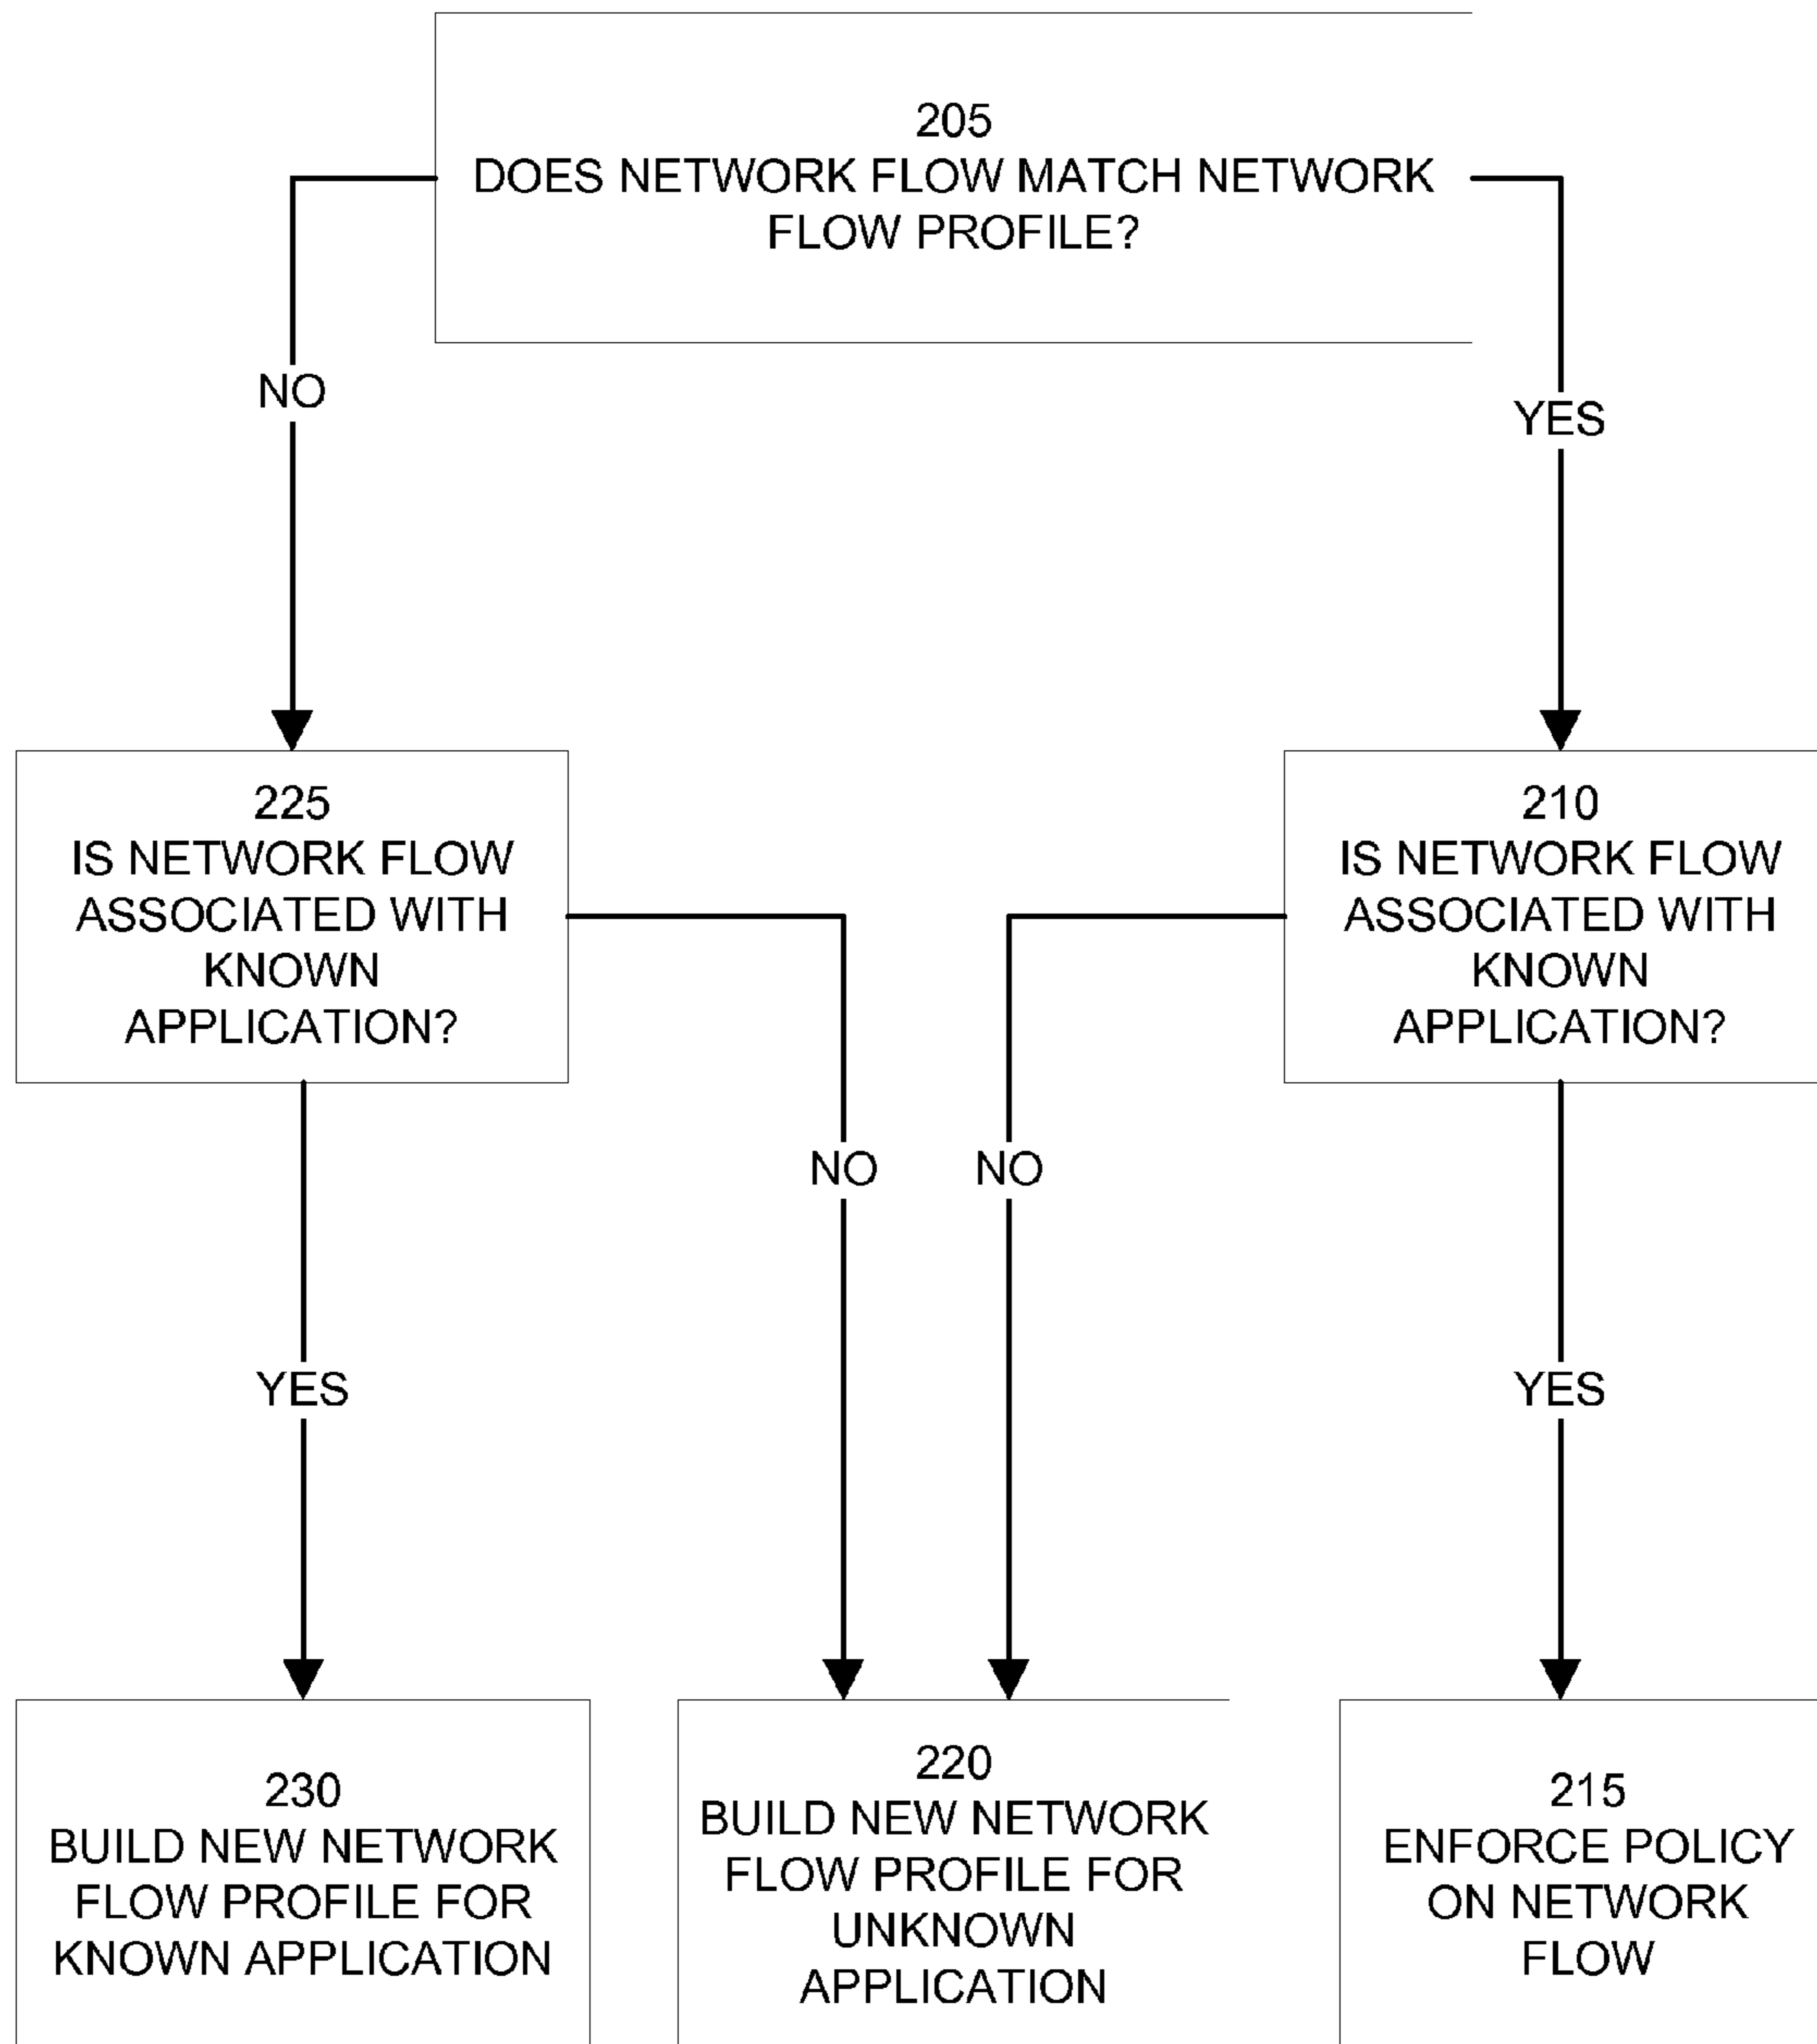 205
DOES NETWORK FLOW MATCH NETWORK
FLOW PROFILE?
NO
YES
225
IS NETWORK FLOW
ASSOCIATED WITH
KNOWN
APPLICATION?
210
IS NETWORK FLOW
ASSOCIATED WITH
KNOWN
APPLICATION?
NO
NO
YES
YES
230
BUILD NEW NETWORK
FLOW PROFILE FOR
KNOWN APPLICATION
220
BUILD NEW NETWORK
FLOW PROFILE FOR
UNKNOWN
APPLICATION
215
ENFORCE POLICY
ON NETWORK
FLOW